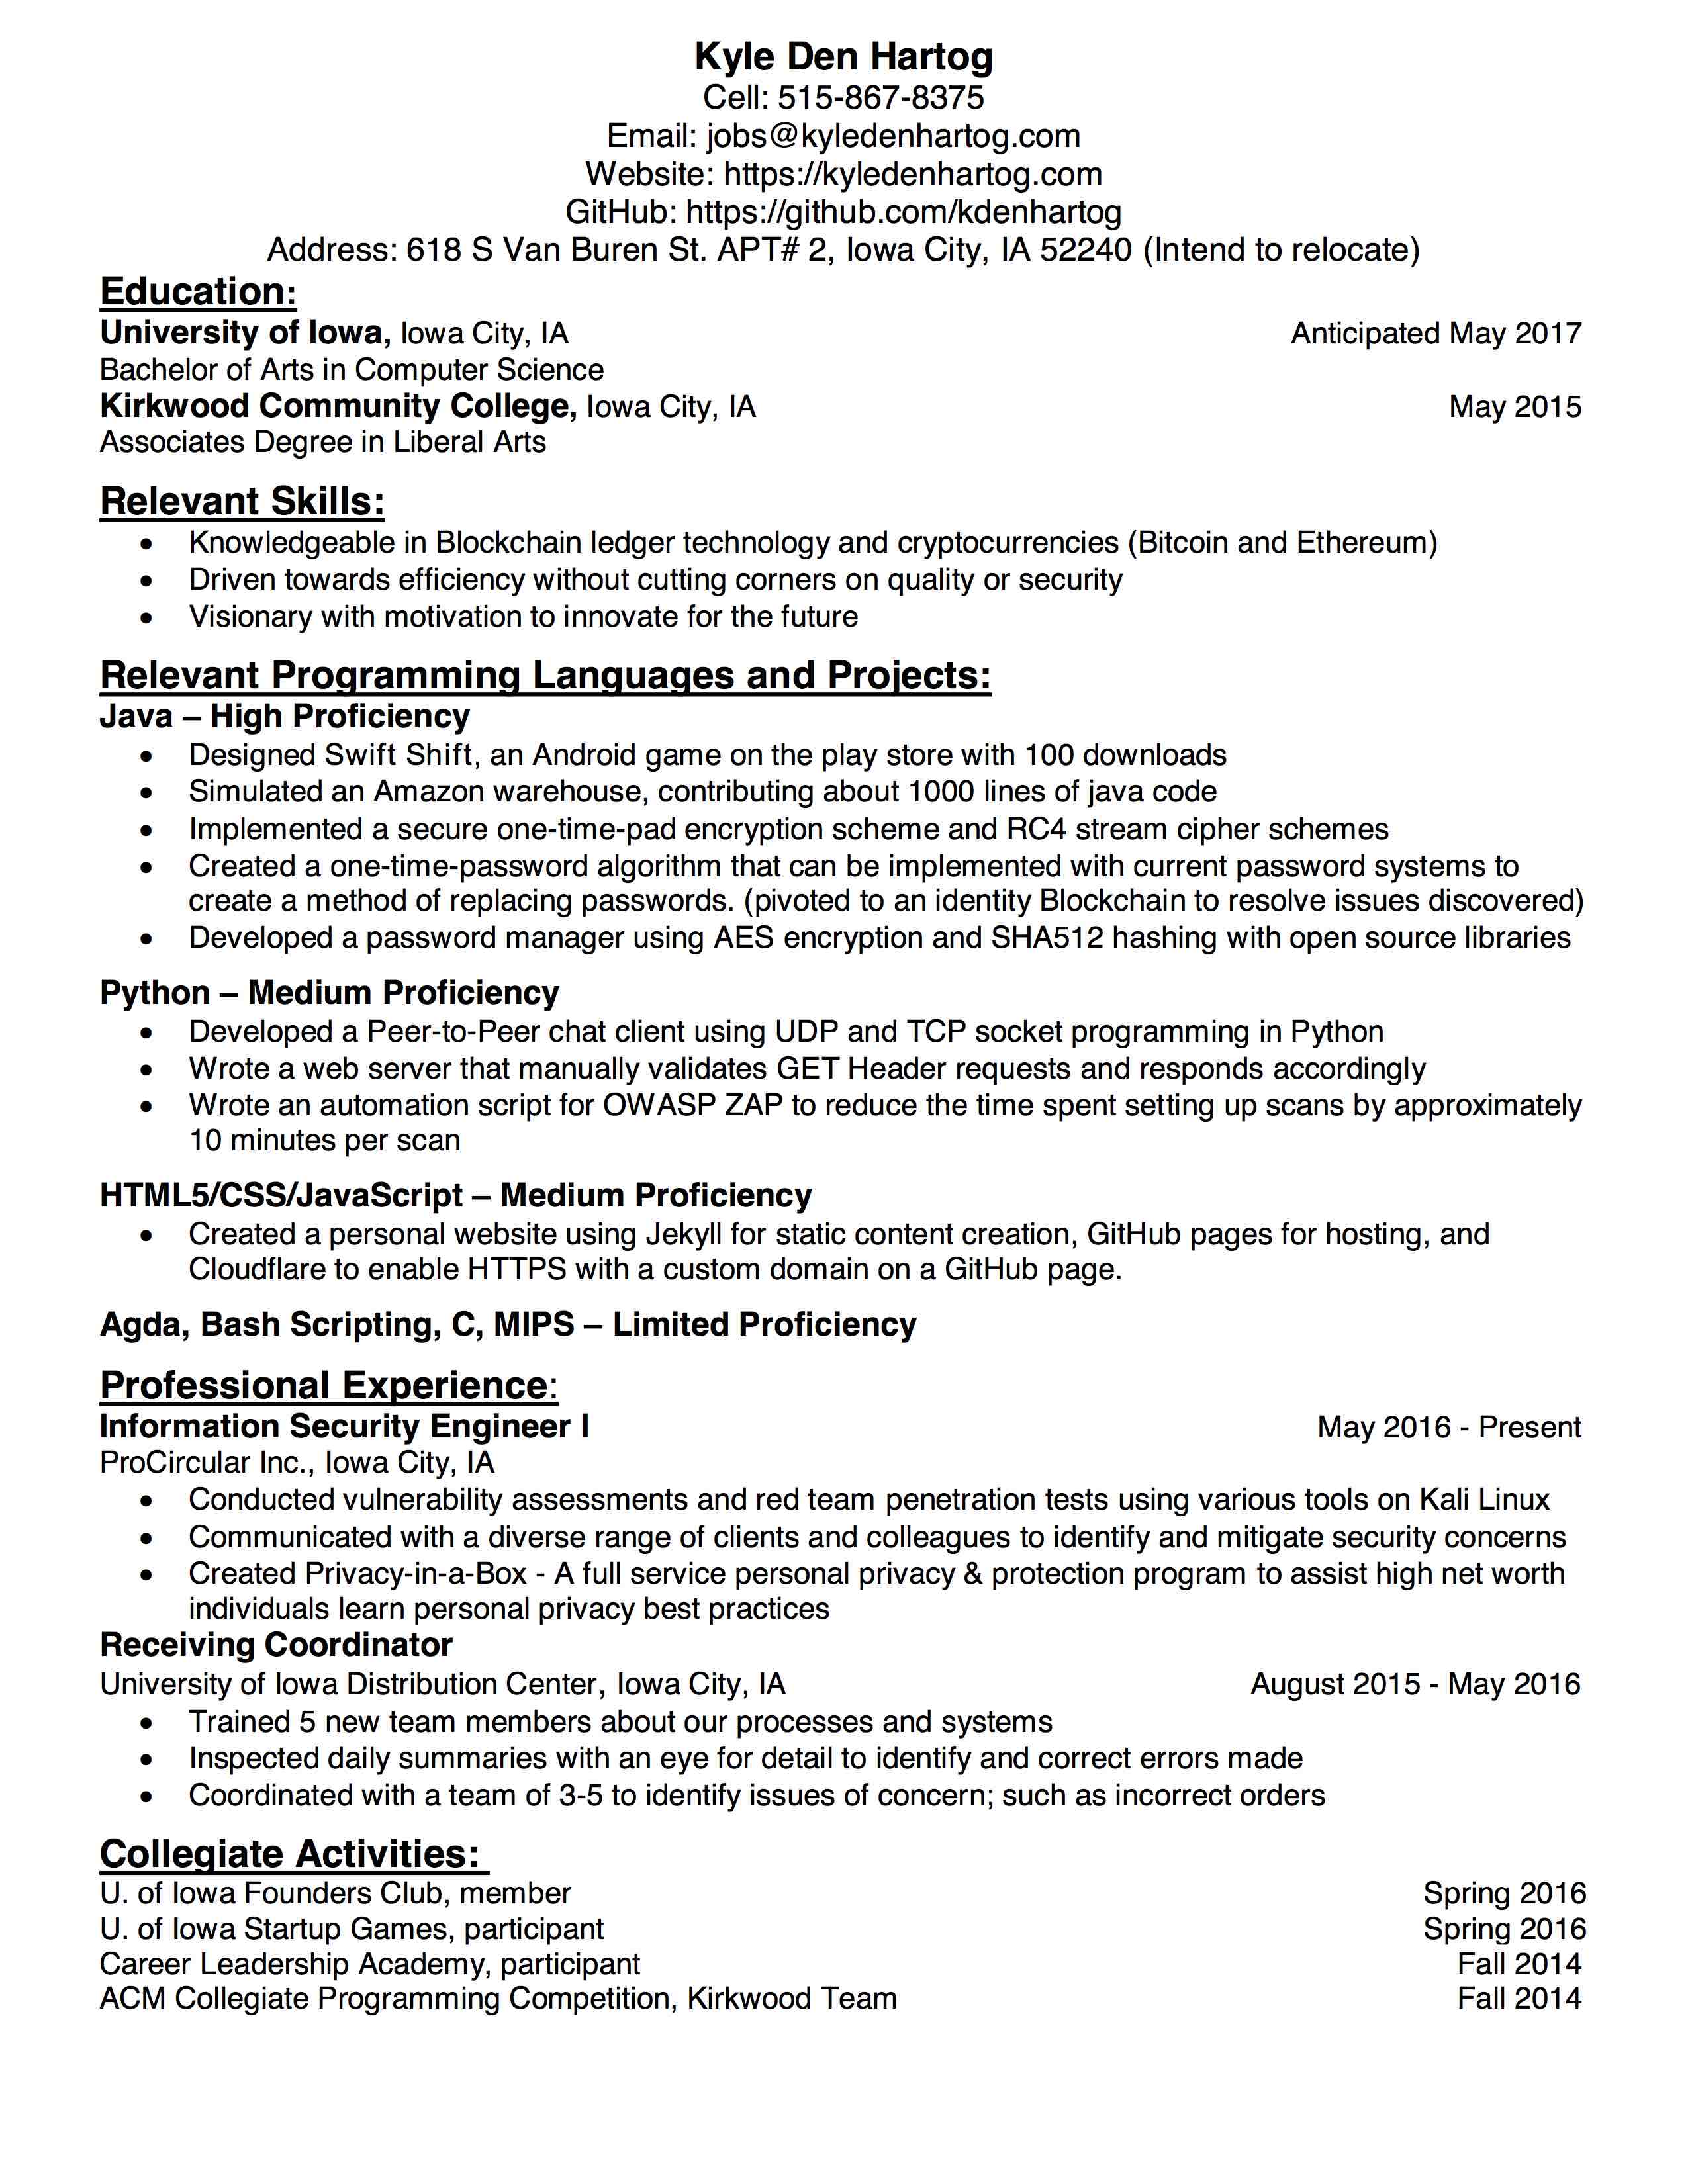 Kyle Den Hartog
Cell: 515-867-8375
Email: jobs@kyledenhartog.com
Website: https://kyledenhartog.com
GitHub: https://github.com/kdenhartog
Address: 618 S Van Buren St. APT# 2, Iowa City, IA 52240 (Intend to relocate)
Education:
University of Iowa, Iowa City, IA Anticipated May 2017
Bachelor of Arts in Computer Science
Kirkwood Community College, Iowa City, IA May 2015
Associates Degree in Liberal Arts
Relevant Skills:
• Knowledgeable in Blockchain ledger technology and cryptocurrencies (Bitcoin and Ethereum)
• Driven towards efficiency without cutting corners on quality or security
• Visionary with motivation to innovate for the future
Relevant Programming Languages and Projects:
Java – High Proficiency
• Designed Swift Shift, an Android game on the play store with 100 downloads
• Simulated an Amazon warehouse, contributing about 1000 lines of java code
• Implemented a secure one-time-pad encryption scheme and RC4 stream cipher schemes
• Created a one-time-password algorithm that can be implemented with current password systems to
create a method of replacing passwords. (pivoted to an identity Blockchain to resolve issues discovered)
• Developed a password manager using AES encryption and SHA512 hashing with open source libraries
Python – Medium Proficiency
• Developed a Peer-to-Peer chat client using UDP and TCP socket programming in Python
• Wrote a web server that manually validates GET Header requests and responds accordingly
• Wrote an automation script for OWASP ZAP to reduce the time spent setting up scans by approximately
10 minutes per scan
HTML5/CSS/JavaScript – Medium Proficiency
• Created a personal website using Jekyll for static content creation, GitHub pages for hosting, and
Cloudflare to enable HTTPS with a custom domain on a GitHub page.
Agda, Bash Scripting, C, MIPS – Limited Proficiency
Professional Experience:
Information Security Engineer I May 2016 - Present
ProCircular Inc., Iowa City, IA
• Conducted vulnerability assessments and red team penetration tests using various tools on Kali Linux
• Communicated with a diverse range of clients and colleagues to identify and mitigate security concerns
• Created Privacy-in-a-Box - A full service personal privacy & protection program to assist high net worth
individuals learn personal privacy best practices
Receiving Coordinator
University of Iowa Distribution Center, Iowa City, IA August 2015 - May 2016
• Trained 5 new team members about our processes and systems
• Inspected daily summaries with an eye for detail to identify and correct errors made
• Coordinated with a team of 3-5 to identify issues of concern; such as incorrect orders
Collegiate Activities:
U. of Iowa Founders Club, member Spring 2016
U. of Iowa Startup Games, participant Spring 2016
Career Leadership Academy, participant Fall 2014
ACM Collegiate Programming Competition, Kirkwood Team Fall 2014